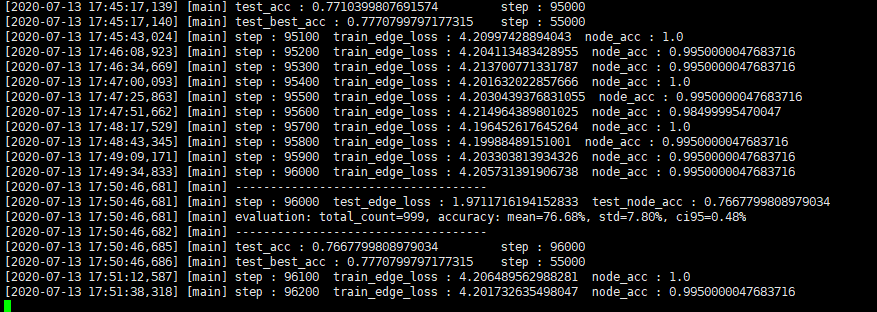 [2020-07-13 17:45:17,139] [main] test_acc : 0.7710399807691574 step : 95000
[2020-07-13 17:45:17,140] [main] test_best_acc : 0.7770799797177315 step : 55000
[2020-07-13 17:45:43,024] [main] step : 95100 train_edge_loss : 4.20997428894043 node_acc : 1.0
[2020-07-13 17:46:08,923] [main] step : 95200 train_edge_loss : 4.204113483428955 node_acc : 0.9950000047683716
[2020-07-13 17:46:34,669] [main] step : 95300 train_edge_loss : 4.213700771331787 node_acc : 0.9950000047683716
[2020-07-13 17:47:00,093] [main] step : 95400 train_edge_loss : 4.201632022857666 node_acc : 1.0
[2020-07-13 17:47:25,863] [main] step : 95500 train_edge_loss : 4.2030439376831055 node_acc : 0.9950000047683716
[2020-07-13 17:47:51,662] [main] step : 95600 train_edge_loss : 4.214964389801025 node_acc : 0.98499995470047
[2020-07-13 17:48:17,529] [main] step : 95700 train_edge_loss : 4.196452617645264 node_acc : 1.0
[2020-07-13 17:48:43,345] [main] step : 95800 train_edge_loss : 4.19988489151001 node_acc : 0.9950000047683716
[2020-07-13 17:49:09,171] [main] step : 95900 train_edge_loss : 4.203303813934326 node_acc : 0.9950000047683716
[2020-07-13 17:49:34,833] [main] step : 96000 train_edge_loss : 4.205731391906738 node_acc : 0.9950000047683716
[2020-07-13 17:50:46,681] [main] ------------------------------------
[2020-07-13 17:50:46,681] [main] step : 96000 test_edge_loss : 1.9711716194152833 test_node_acc : 0.7667799808979034
[2020-07-13 17:50:46,681] [main] evaluation: total_count=999, accuracy: mean=76.68%, std=7.80%, ci95=0.48%
[2020-07-13 17:50:46,682] [main] ------------------------------------
[2020-07-13 17:50:46,685] [main] test_acc : 0.7667799808979034 step : 96000
[2020-07-13 17:50:46,686] [main] test_best_acc : 0.7770799797177315 step : 55000
[2020-07-13 17:51:12,587] [main] step : 96100 train_edge_loss : 4.206489562988281 node_acc : 1.0
[2020-07-13 17:51:38,318] [main] step : 96200 train_edge_loss : 4.201732635498047 node_acc : 0.9950000047683716